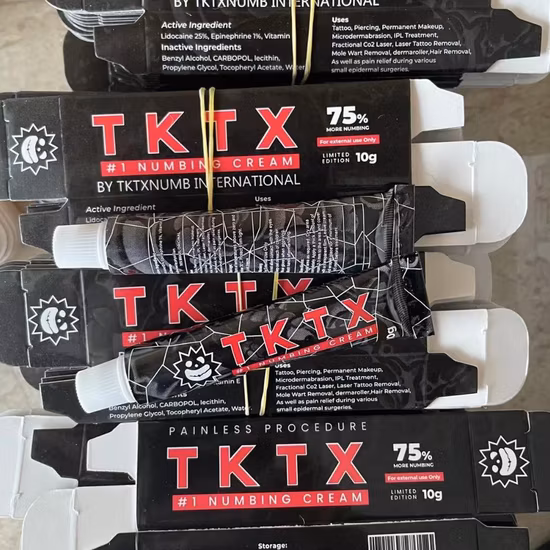 BY TKTXNUMB INTERNATIONAL
Active Ingredient
Lidocaine 25%, Epinephrine 1%, Vitamin
Inactive Ingredients
Benzyl Alcohol, CARBOPOL, lecithin,
Propylene Glycol, Tocopheryl Acetate, Water
Uses
Tattoo, Piercing, Permanent Makeup,
Microdermabrasion, IPL Treatment,
Fractional Co2 Laser, Laser Tattoo Removal,
Mole Wart Removal, dermaroller,Hair Removal,
As well as pain relief during various
small epidermal surgeries.
TKTX
#1 NUMBING CREAM
BY TKTXNUMB INTERNATIONAL
75%
MORE NUMBING
For external use Only
LIMITED
EDITION
10g
Active Ingredient
Uses
TKTX
TKTX
#1 NUMBING CREAM
Benzyl Alcohol, CARBOPOL, lecithin,
Propylene Glycol, Tocopheryl Acetate, Water
Uses
Tattoo, Piercing, Permanent Makeup,
Microdermabrasion, IPL Treatment,
Fractional Co2 Laser, Laser Tattoo Removal,
Mole Wart Removal, dermaroller,Hair Removal,
As well as pain relief during various
small epidermal surgeries.
PAINLESS PROCEDURE
TKTX
#1 NUMBING CREAM
75%
MORE NUMBING
For external use Only
LIMITED
EDITION
10g
Storage: